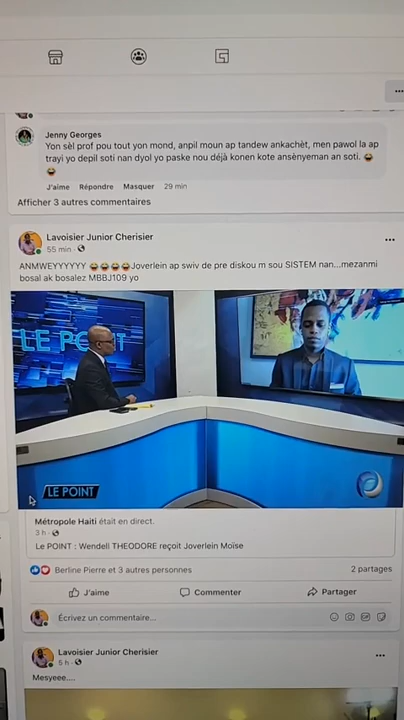 Jenny Georges
Yon sèl prof pou tout yon mond, anpil moun ap tandew ankachèt, men pawol la ap
trayi yo depil soti nan dyol yo paske nou déjà konen kote ansènyeman an soti. 😂
😂
J'aime Répondre Masquer 29 min
Afficher 3 autres commentaires
Lavoisier Junior Cherisier
55 min ·
ANMWEYYYYYY 😂😂😂😂Joverlein ap swiv de pre diskou m sou SISTEM nan...mezanmi
bosal ak bosalez MBBJ109 yo
LE POINT
LE POINT
Métropole Haiti était en direct.
3 h ·
Le POINT : Wendell THEODORE reçoit Joverlein Moïse
Berline Pierre et 3 autres personnes 2 partages
J'aime Commenter Partager
Écrivez un commentaire...
Lavoisier Junior Cherisier
5 h ·
Mesyeee....